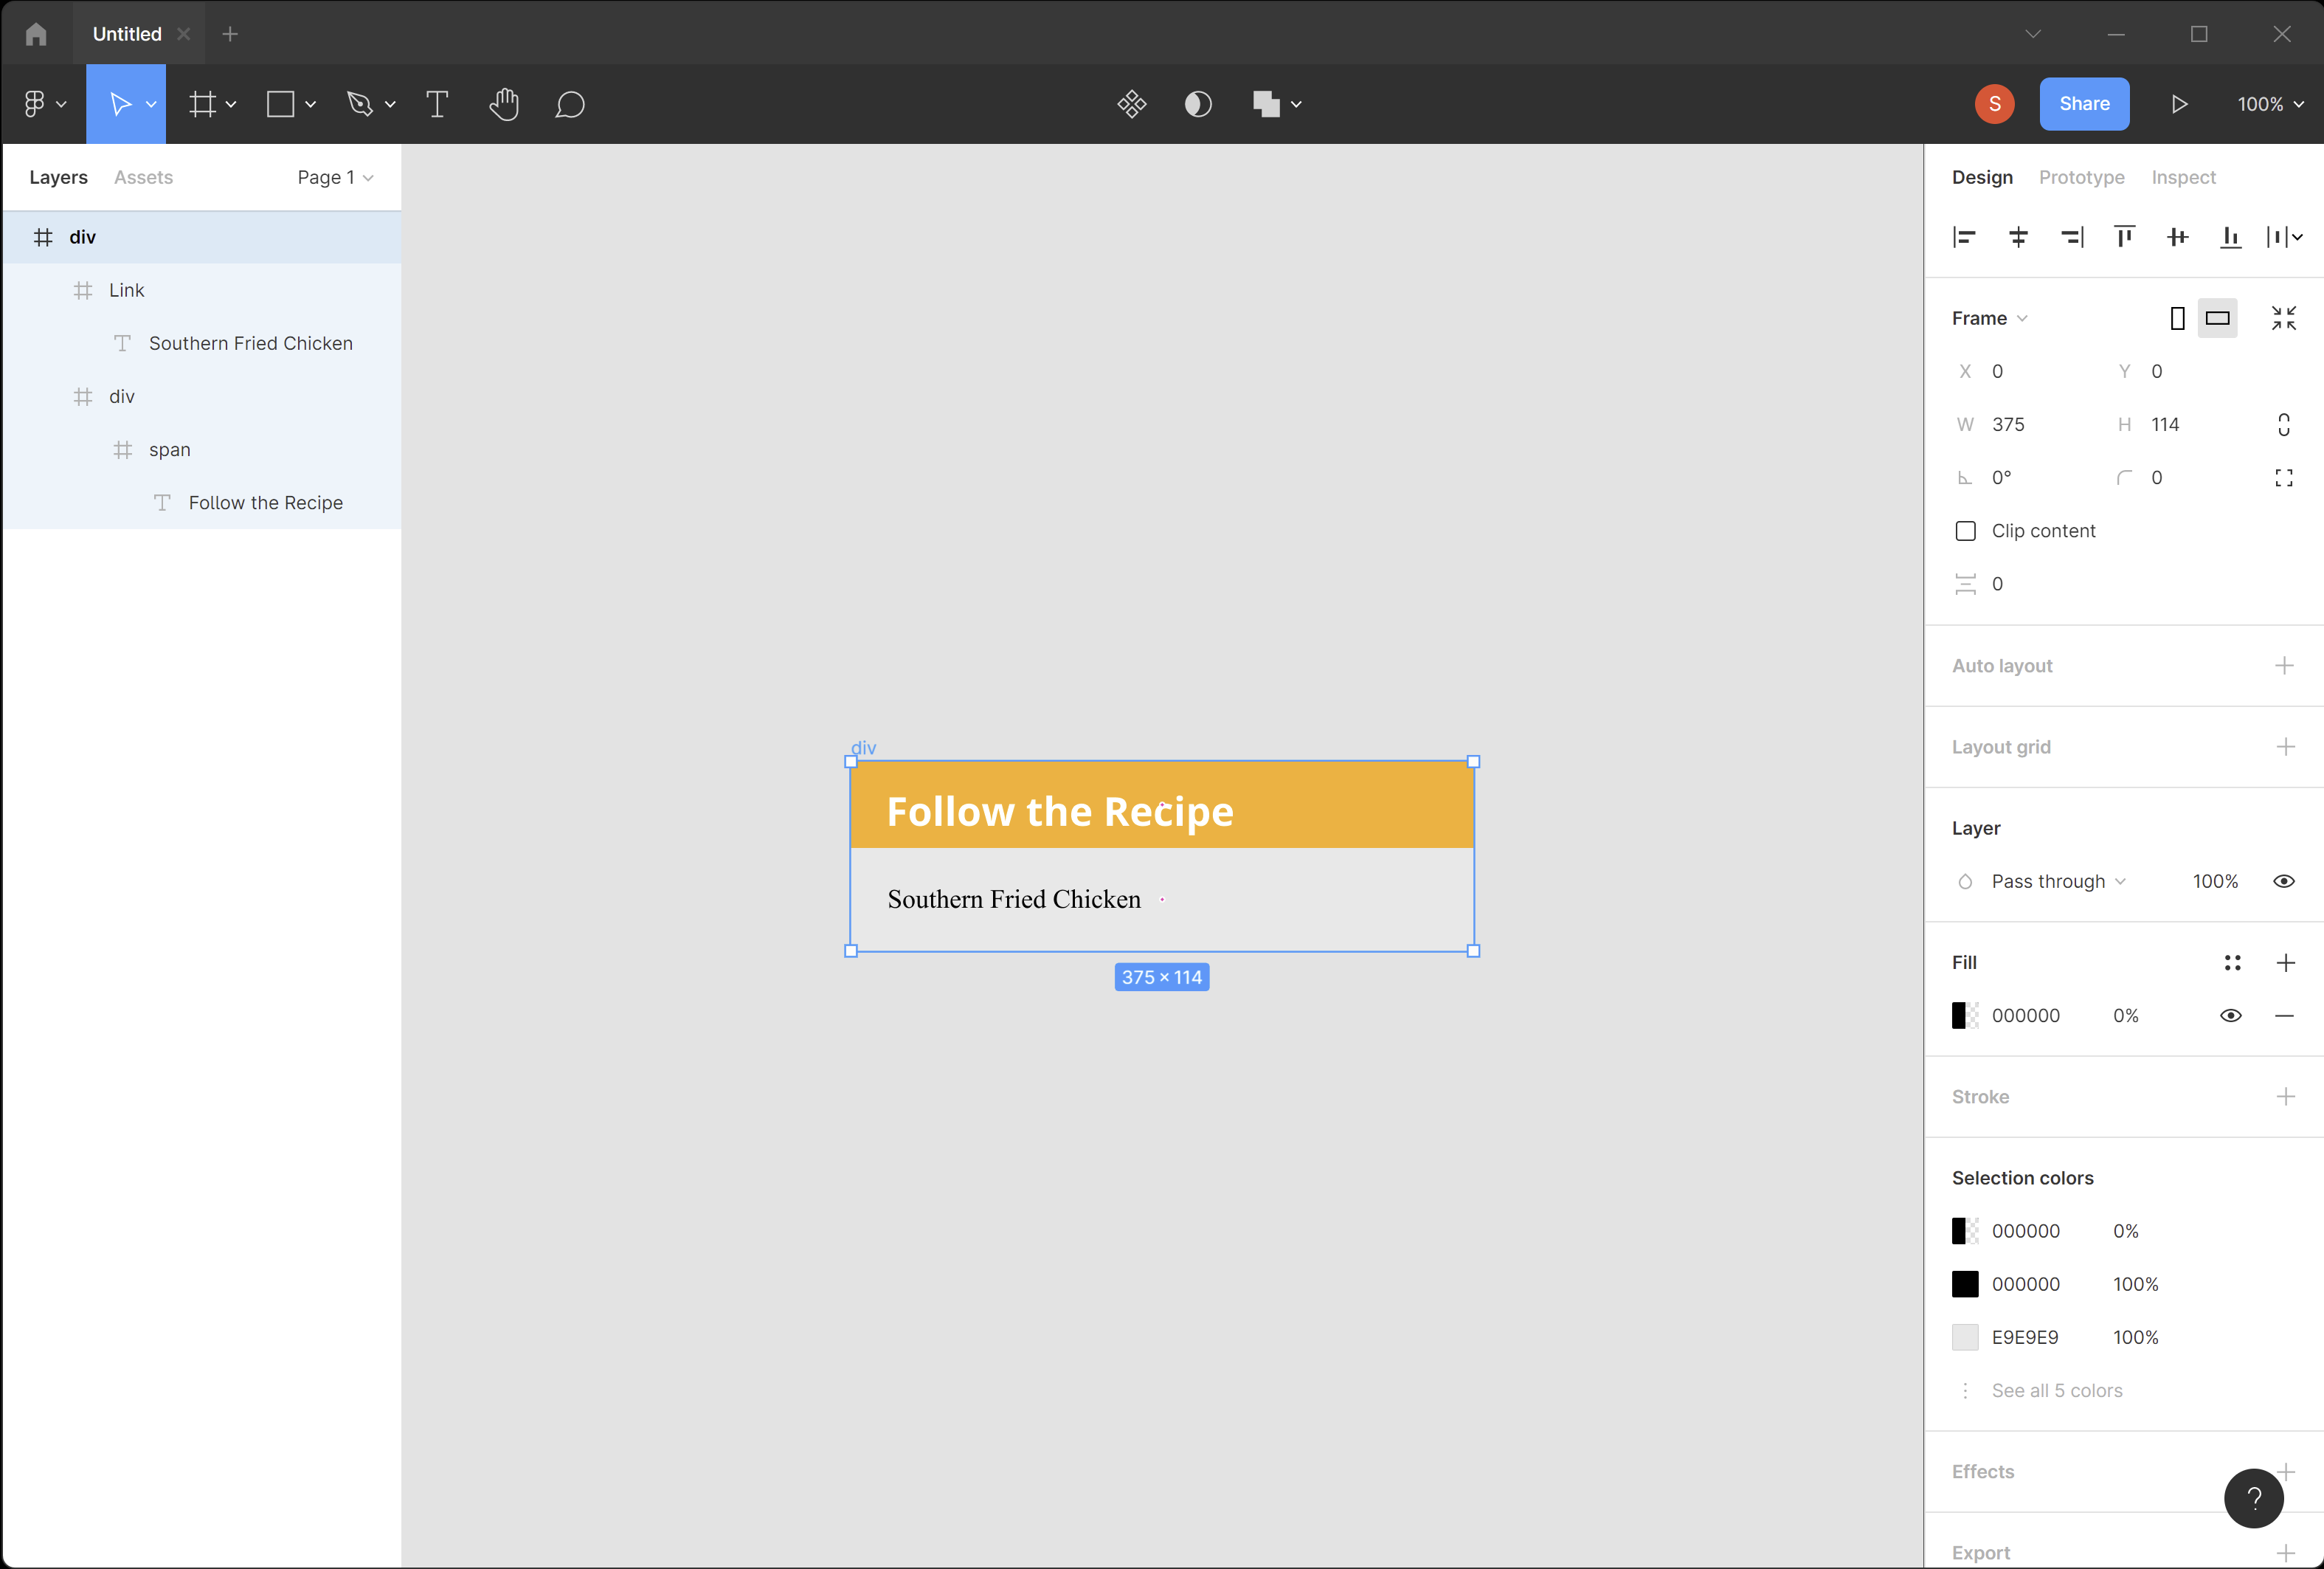 Untitled
S
Share
100%
Layers
Assets
Page 1
Design
Prototype
Inspect
div
Link
Southern Fried Chicken
div
span
Follow the Recipe
Frame
X 0
Y 0
W 375
H 114
0°
0
Clip content
0
Auto layout
Layout grid
div
Follow the Recipe
Southern Fried Chicken
375 × 114
Layer
Pass through
100%
Fill
000000
0%
Stroke
Selection colors
000000
0%
000000
100%
E9E9E9
100%
See all 5 colors
Effects
?
Export